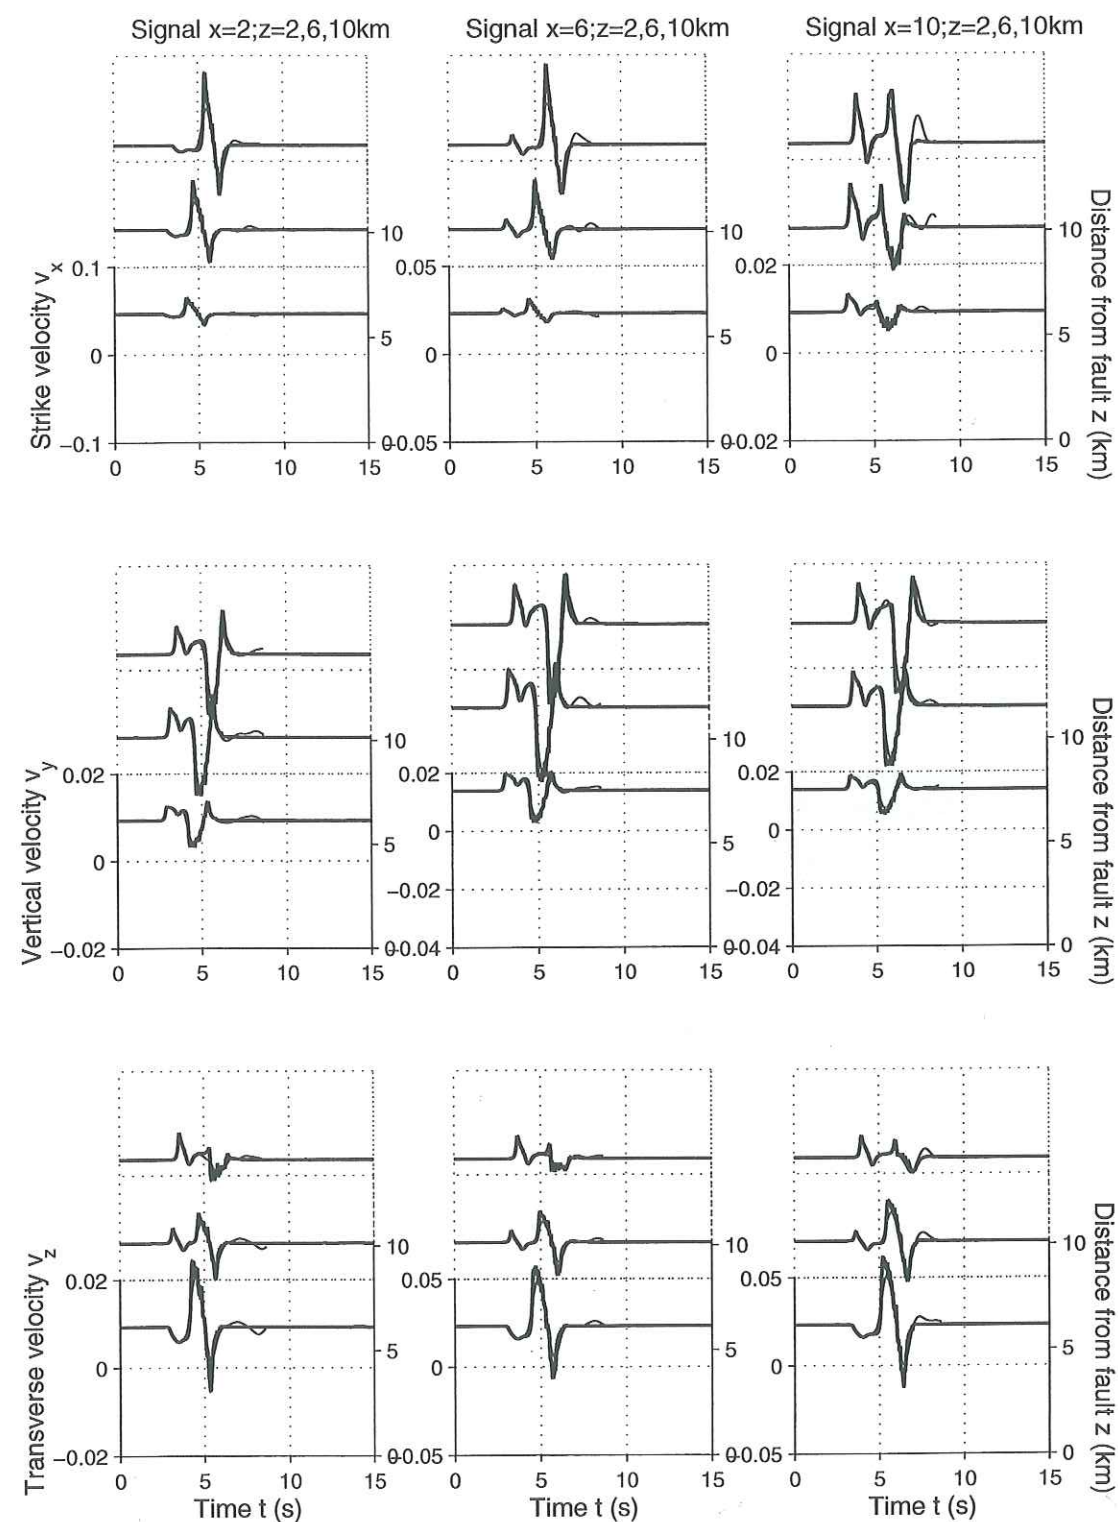 Signal x=2;z=2,6,10km Signal x=6;z=2,6,10km Signal x=10;z=2,6,10km
Strike velocity v_x
0.1
0
−0.1
10
5
0
0 5 10 15
0.05
0
−0.05
10
5
0
0 5 10 15
0.02
0
−0.02
10
5
0
0 5 10 15
Distance from fault z (km)
Vertical velocity v_y
0.02
0
−0.02
10
5
0
0 5 10 15
0.02
0
−0.02
−0.04
10
5
0
0 5 10 15
0.02
0
−0.02
−0.04
10
5
0
0 5 10 15
Distance from fault z (km)
Transverse velocity v_z
0.02
0
−0.02
10
5
0
0 5 10 15
Time t (s)
0.05
0
−0.05
10
5
0
0 5 10 15
Time t (s)
0.05
0
−0.05
10
5
0
0 5 10 15
Time t (s)
Distance from fault z (km)